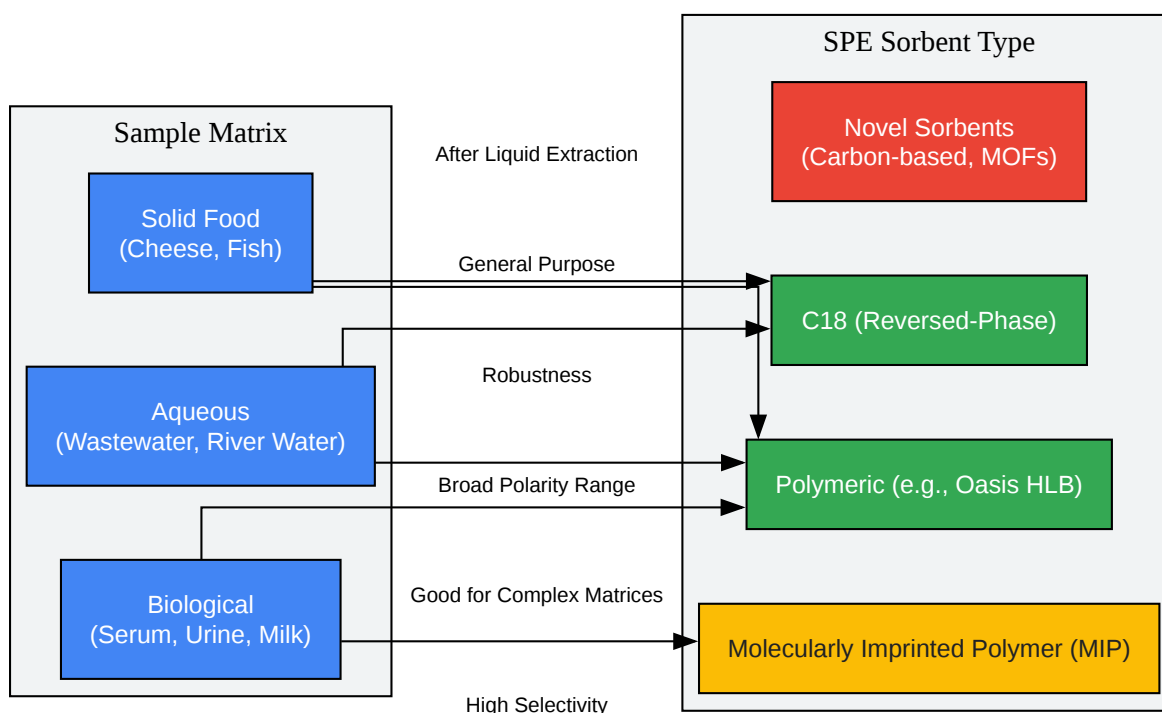 SPE Sorbent Type
Novel Sorbents
(Carbon-based, MOFs)
Sample Matrix
After Liquid Extraction
Solid Food
(Cheese, Fish)
General Purpose
C18 (Reversed-Phase)
Robustness
Aqueous
(Wastewater, River Water)
Polymeric (e.g., Oasis HLB)
Broad Polarity Range
Biological
(Serum, Urine, Milk)
Good for Complex Matrices
Molecularly Imprinted Polymer (MIP)
High Selectivity